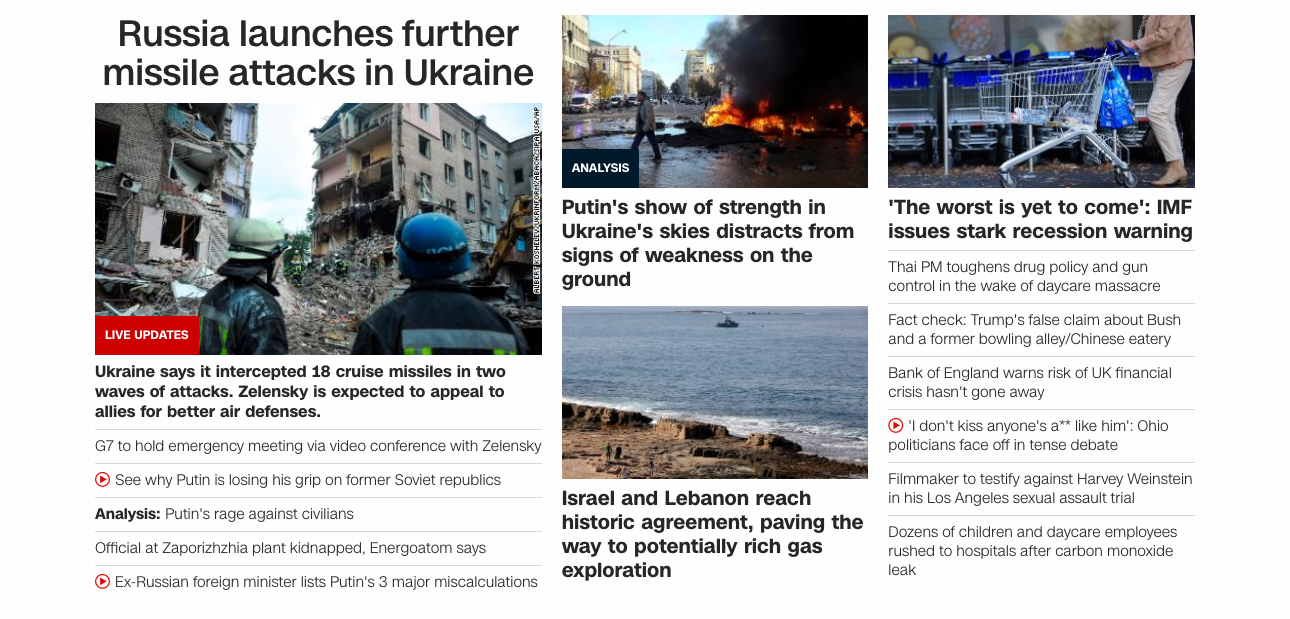 Russia launches further
missile attacks in Ukraine
ALBERT KOSHELEV/UKRINFORM/ABACA/SIPA USA/AP
LIVE UPDATES
Ukraine says it intercepted 18 cruise missiles in two
waves of attacks. Zelensky is expected to appeal to
allies for better air defenses.
G7 to hold emergency meeting via video conference with Zelensky
See why Putin is losing his grip on former Soviet republics
Analysis: Putin's rage against civilians
Official at Zaporizhzhia plant kidnapped, Energoatom says
Ex-Russian foreign minister lists Putin's 3 major miscalculations
ANALYSIS
Putin's show of strength in
Ukraine's skies distracts from
signs of weakness on the
ground
Israel and Lebanon reach
historic agreement, paving the
way to potentially rich gas
exploration
'The worst is yet to come': IMF
issues stark recession warning
Thai PM toughens drug policy and gun
control in the wake of daycare massacre
Fact check: Trump's false claim about Bush
and a former bowling alley/Chinese eatery
Bank of England warns risk of UK financial
crisis hasn't gone away
'I don't kiss anyone's a** like him': Ohio
politicians face off in tense debate
Filmmaker to testify against Harvey Weinstein
in his Los Angeles sexual assault trial
Dozens of children and daycare employees
rushed to hospitals after carbon monoxide
leak